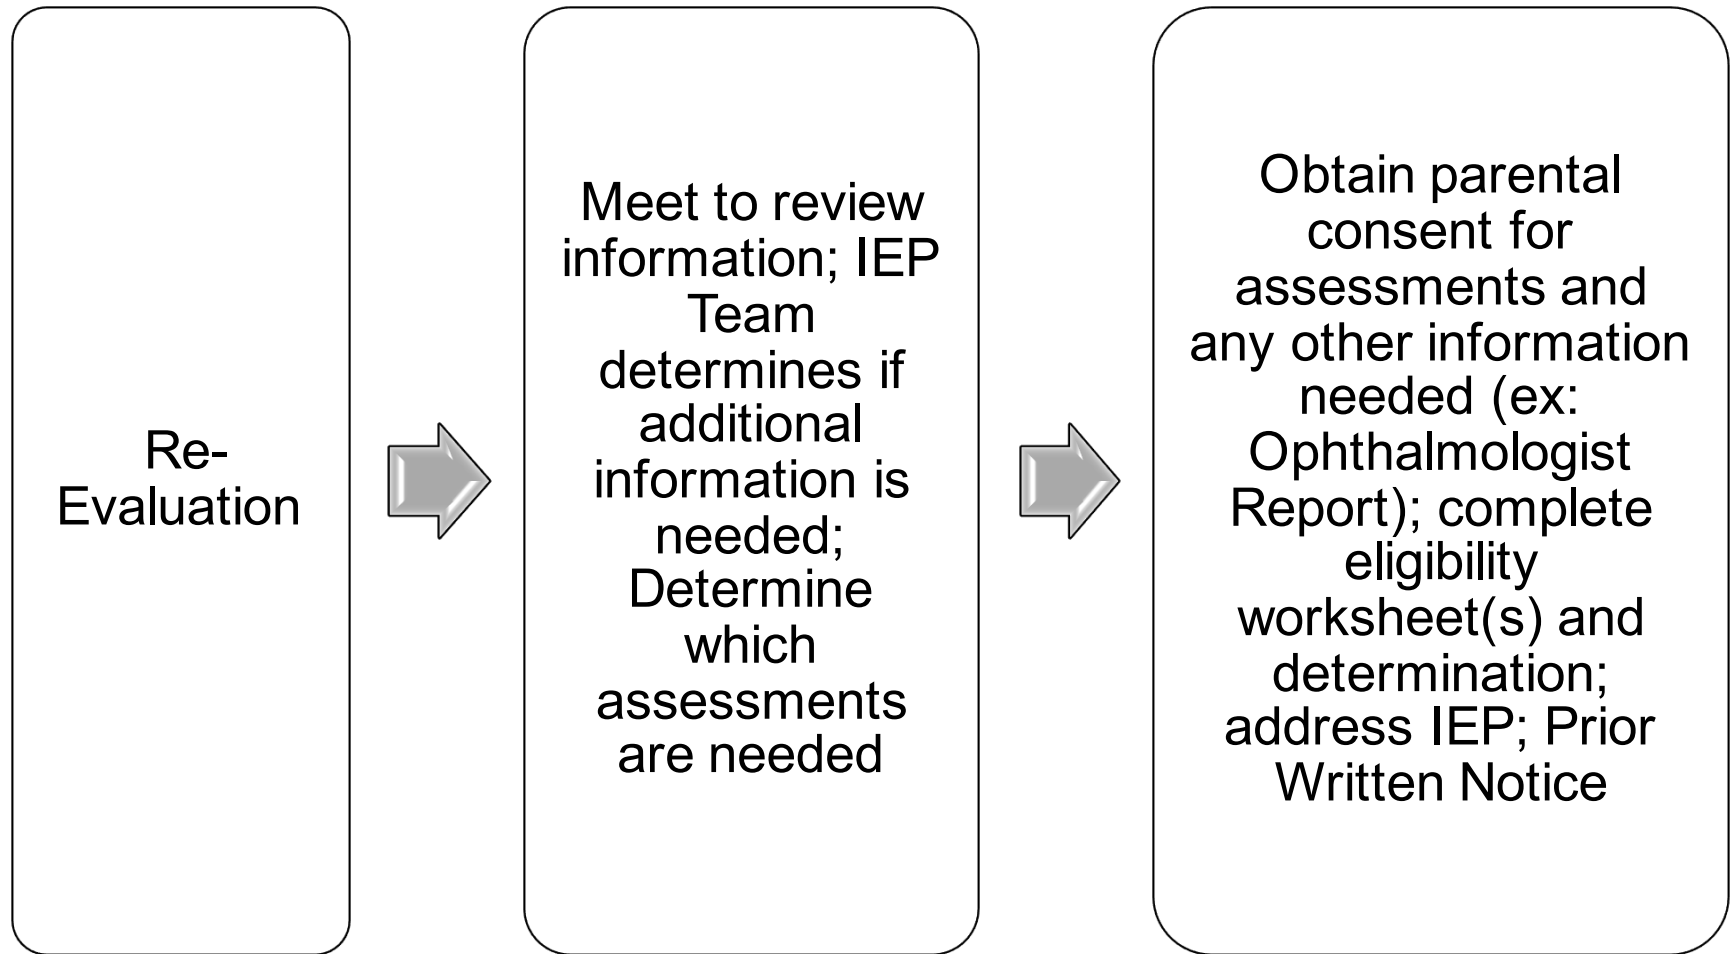 Re-
Evaluation
Meet to review
information; IEP
Team
determines if
additional
information is
needed;
Determine
which
assessments
are needed
Obtain parental
consent for
assessments and
any other information
needed (ex:
Ophthalmologist
Report); complete
eligibility
worksheet(s) and
determination;
address IEP; Prior
Written Notice